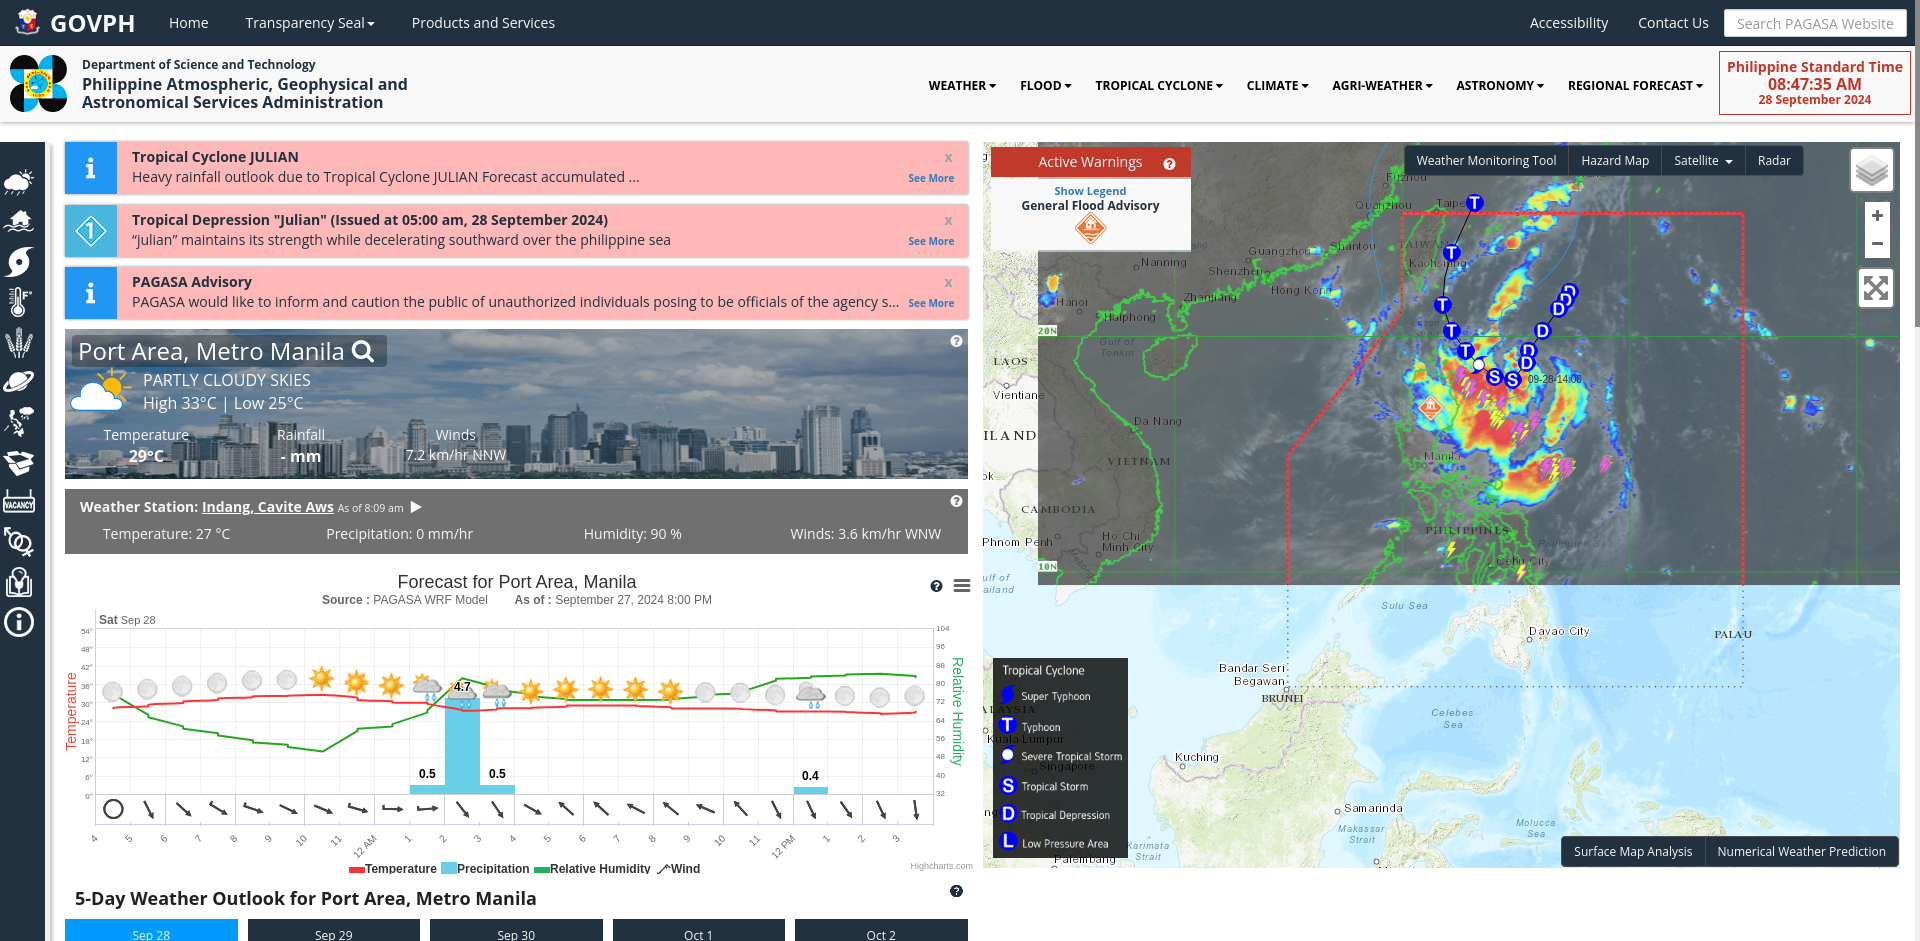 GOVPH
Home
Transparency Seal
Products and Services
Accessibility
Contact Us
Search PAGASA Website
Department of Science and Technology
Philippine Atmospheric, Geophysical and
Astronomical Services Administration
WEATHER
FLOOD
TROPICAL CYCLONE
CLIMATE
AGRI-WEATHER
ASTRONOMY
REGIONAL FORECAST
Philippine Standard Time
08:47:35 AM
28 September 2024
VACANCY
Tropical Cyclone JULIAN
x
Heavy rainfall outlook due to Tropical Cyclone JULIAN Forecast accumulated ...
See More
1
Tropical Depression "Julian" (Issued at 05:00 am, 28 September 2024)
x
“julian” maintains its strength while decelerating southward over the philippine sea
See More
PAGASA Advisory
x
PAGASA would like to inform and caution the public of unauthorized individuals posing to be officials of the agency s...
See More
Port Area, Metro Manila
PARTLY CLOUDY SKIES
High 33°C | Low 25°C
Temperature
29°C
Rainfall
- mm
Winds
7.2 km/hr NNW
Weather Station: Indang, Cavite Aws As of 8:09 am
Temperature: 27 °C
Precipitation: 0 mm/hr
Humidity: 90 %
Winds: 3.6 km/hr WNW
Forecast for Port Area, Manila
Source : PAGASA WRF Model As of : September 27, 2024 8:00 PM
Sat Sep 28
Temperature
54°
48°
42°
36°
30°
24°
18°
12°
6°
0°
104
96
88
80
72
64
56
48
40
32
Relative Humidity
0.5
4.7
0.5
0.4
4
5
6
7
8
9
10
11
12 AM
1
2
3
4
5
6
7
8
9
10
11
12 PM
1
2
3
Temperature
Precipitation
Relative Humidity
Wind
Highcharts.com
5-Day Weather Outlook for Port Area, Metro Manila
Sep 28
Sep 29
Sep 30
Oct 1
Oct 2
Active Warnings
Show Legend
General Flood Advisory
Weather Monitoring Tool
Hazard Map
Satellite
Radar
+
−
Fuzhou
Quanzhou
Taipe
TAIWAN
Kaohsiung
Shantou
Guangzhou
Shenzhen
Hong Kong
Nanning
Zhanjiang
Hanoi
Haiphong
Gulf of
Tonkin
20N
LAOS
Vientiane
Da Nang
ILAND
VIETNAM
CAMBODIA
Phnom Penh
Ho Chi
Minh City
10N
ulf of
ailand
T
T
T
T
T
S
S
D
D
D
D
D
D
09-28-14:00
Manila
PHILIPPINES
Philippine Sea
Cebu City
Sulu Sea
Davao City
PALAU
Bandar Seri
Begawan
BRUNEI
Celebes
Sea
Kuching
Samarinda
Makassar
Strait
Molucca
Sea
Karimata
Strait
Palembang
ALAYSIA
Kuala Lumpur
Singapore
Tropical Cyclone
Super Typhoon
T Typhoon
Severe Tropical Storm
S Tropical Storm
D Tropical Depression
L Low Pressure Area
Surface Map Analysis
Numerical Weather Prediction